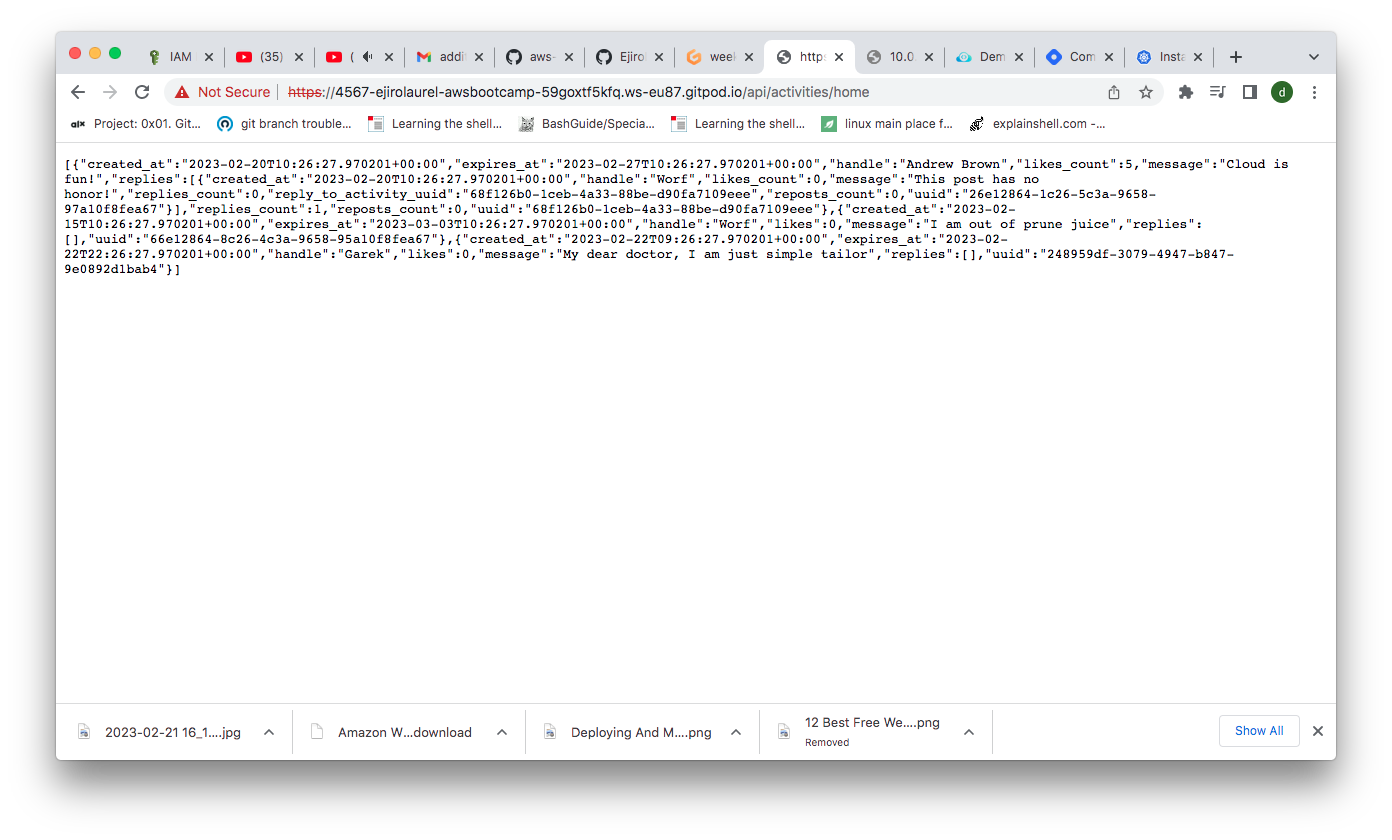 IAM
(35)
(
addit
aws-
Ejirol
week
https
10.0.
Dem
Com
Insta
Not Secure
https://4567-ejirolaurel-awsbootcamp-59goxtf5kfq.ws-eu87.gitpod.io/api/activities/home
d
alx Project: 0x01. Git...
git branch trouble...
Learning the shell...
BashGuide/Specia...
Learning the shell...
linux main place f...
explainshell.com -...
[{"created_at":"2023-02-20T10:26:27.970201+00:00","expires_at":"2023-02-27T10:26:27.970201+00:00","handle":"Andrew Brown","likes_count":5,"message":"Cloud is
fun!","replies":[{"created_at":"2023-02-20T10:26:27.970201+00:00","handle":"Worf","likes_count":0,"message":"This post has no
honor!","replies_count":0,"reply_to_activity_uuid":"68f126b0-1ceb-4a33-88be-d90fa7109eee","reposts_count":0,"uuid":"26e12864-1c26-5c3a-9658-
97a10f8fea67"}],"replies_count":1,"reposts_count":0,"uuid":"68f126b0-1ceb-4a33-88be-d90fa7109eee"},{"created_at":"2023-02-
15T10:26:27.970201+00:00","expires_at":"2023-03-03T10:26:27.970201+00:00","handle":"Worf","likes":0,"message":"I am out of prune juice","replies":
[],"uuid":"66e12864-8c26-4c3a-9658-95a10f8fea67"},{"created_at":"2023-02-22T09:26:27.970201+00:00","expires_at":"2023-02-
22T22:26:27.970201+00:00","handle":"Garek","likes":0,"message":"My dear doctor, I am just simple tailor","replies":[],"uuid":"248959df-3079-4947-b847-
9e0892d1bab4"}]
2023-02-21 16_1....jpg
Amazon W...download
Deploying And M....png
12 Best Free We....png
Removed
Show All